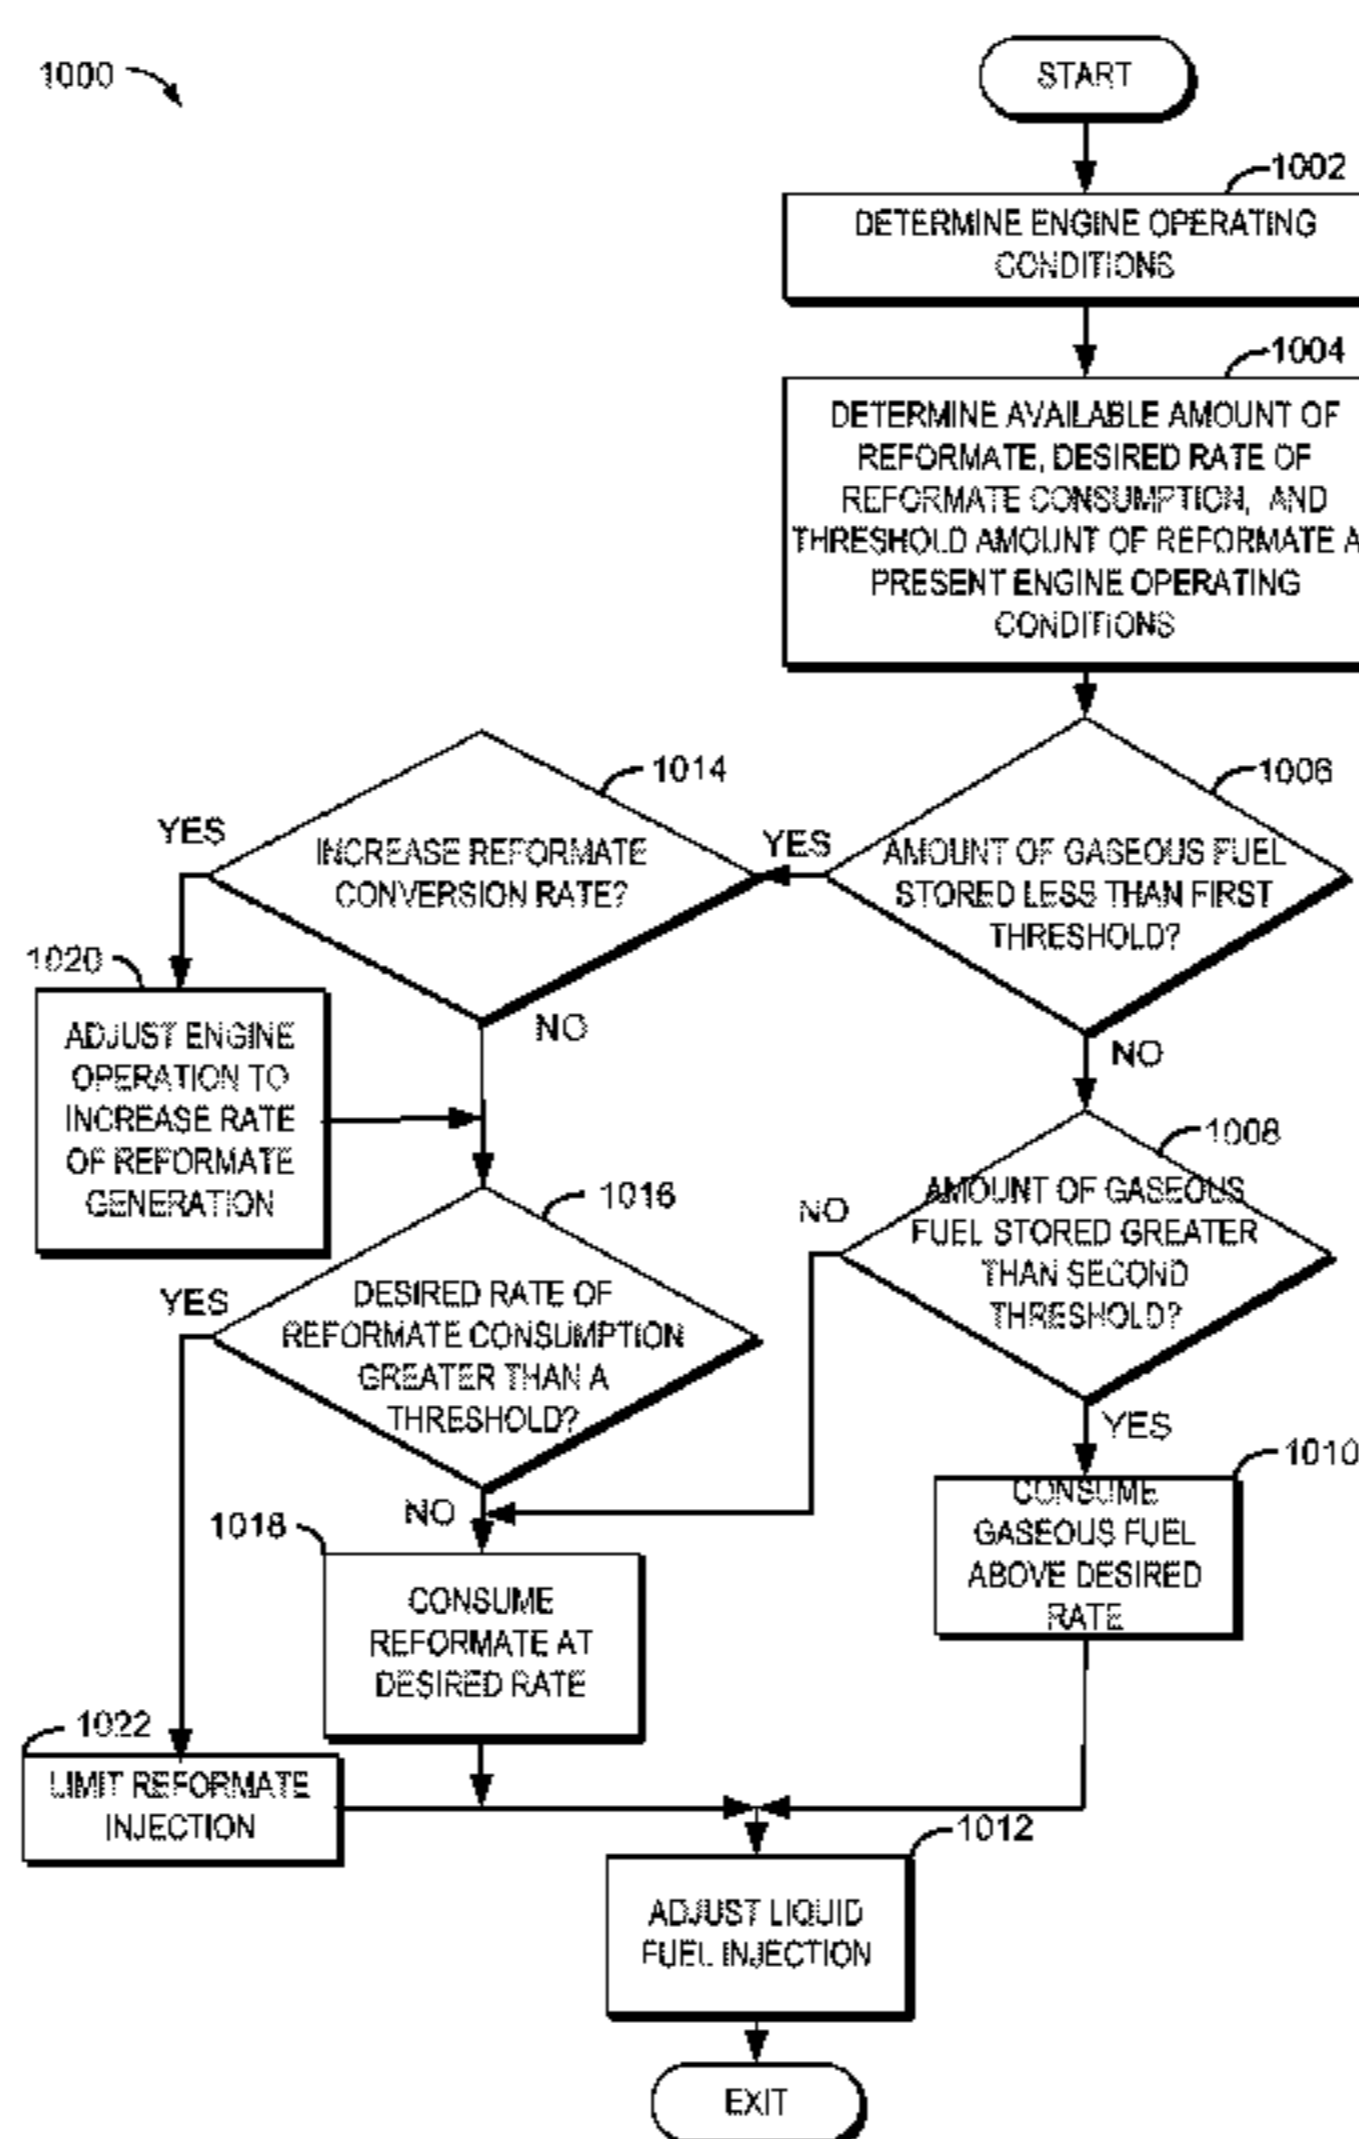 1000
START
1002
DETERMINE ENGINE OPERATING
CONDITIONS
1004
DETERMINE AVAILABLE AMOUNT OF
REFORMATE, DESIRED RATE OF
REFORMATE CONSUMPTION, AND
THRESHOLD AMOUNT OF REFORMATE A
PRESENT ENGINE OPERATING
CONDITIONS
1006
AMOUNT OF GASEOUS FUEL
STORED LESS THAN FIRST
THRESHOLD?
YES
NO
1014
INCREASE REFORMATE
CONVERSION RATE?
YES
NO
1020
ADJUST ENGINE
OPERATION TO
INCREASE RATE
OF REFORMATE
GENERATION
1008
AMOUNT OF GASEOUS
FUEL STORED GREATER
THAN SECOND
THRESHOLD?
NO
YES
1016
DESIRED RATE OF
REFORMATE CONSUMPTION
GREATER THAN A
THRESHOLD?
YES
NO
1010
CONSUME
GASEOUS FUEL
ABOVE DESIRED
RATE
1018
CONSUME
REFORMATE AT
DESIRED RATE
1022
LIMIT REFORMATE
INJECTION
1012
ADJUST LIQUID
FUEL INJECTION
EXIT